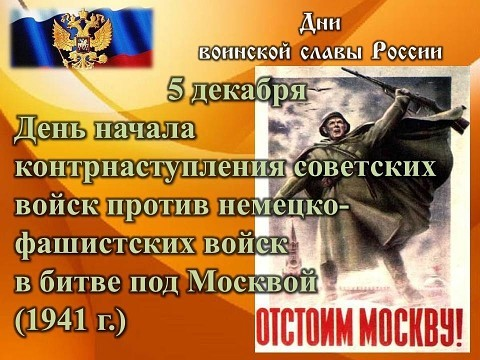 Дни
воинской славы России
5 декабря
День начала
контрнаступления советских
войск против немецко-
фашистских войск
в битве под Москвой
(1941 г.)
ОТСТОИМ МОСКВУ!